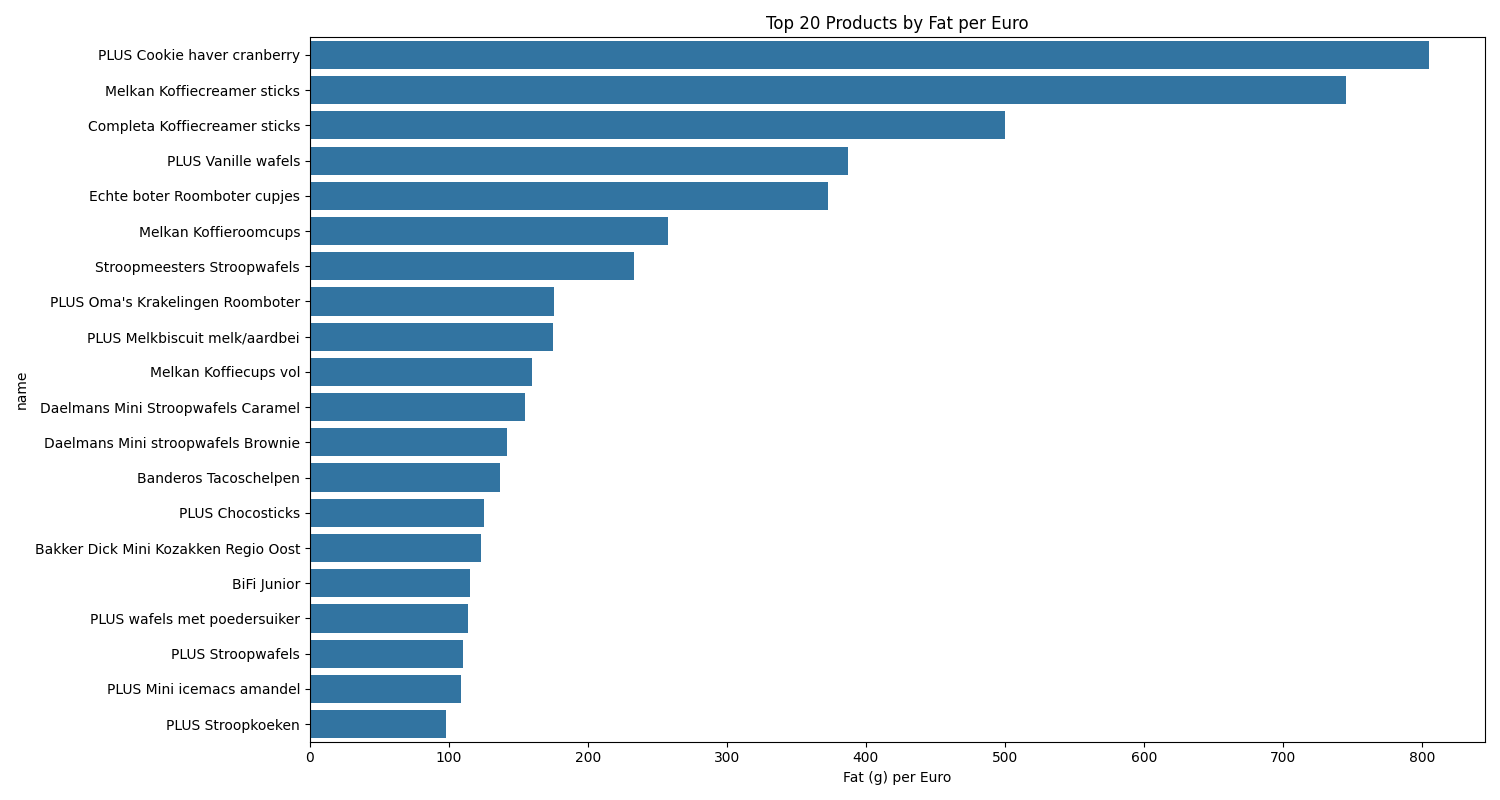 Top 20 Products by Fat per Euro
PLUS Cookie haver cranberry
Melkan Koffiecreamer sticks
Completa Koffiecreamer sticks
PLUS Vanille wafels
Echte boter Roomboter cupjes
Melkan Koffieroomcups
Stroopmeesters Stroopwafels
PLUS Oma's Krakelingen Roomboter
PLUS Melkbiscuit melk/aardbei
Melkan Koffiecups vol
Daelmans Mini Stroopwafels Caramel
Daelmans Mini stroopwafels Brownie
Banderos Tacoschelpen
PLUS Chocosticks
Bakker Dick Mini Kozakken Regio Oost
BiFi Junior
PLUS wafels met poedersuiker
PLUS Stroopwafels
PLUS Mini icemacs amandel
PLUS Stroopkoeken
name
0 100 200 300 400 500 600 700 800
Fat (g) per Euro